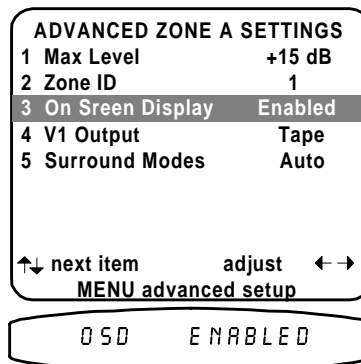 ADVANCED ZONE A SETTINGS
1 Max Level +15 dB
2 Zone ID 1
3 On Sreen Display Enabled
4 V1 Output Tape
5 Surround Modes Auto
↑↓ next item adjust ←→
MENU advanced setup
OSD ENABLED